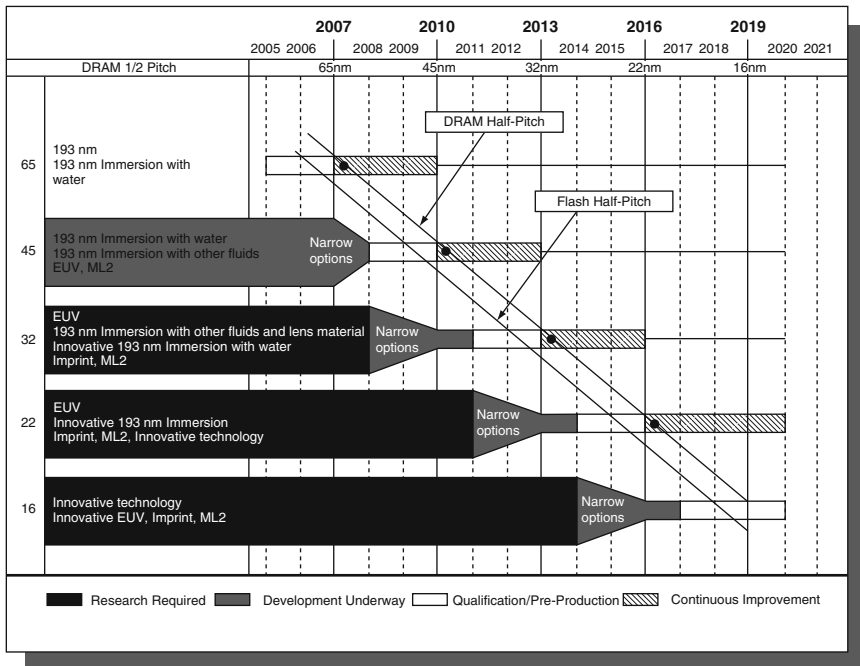 2007 2010 2013 2016 2019
2005 2006 2008 2009 2011 2012 2014 2015 2017 2018 2020 2021
DRAM 1/2 Pitch 65nm 45nm 32nm 22nm 16nm
DRAM Half-Pitch
65
193 nm
193 nm Immersion with
water
Flash Half-Pitch
45
193 nm Immersion with water
193 nm Immersion with other fluids
EUV, ML2
Narrow
options
32
EUV
193 nm Immersion with other fluids and lens material
Innovative 193 nm Immersion with water
Imprint, ML2
Narrow
options
22
EUV
Innovative 193 nm Immersion
Imprint, ML2, Innovative technology
Narrow
options
16
Innovative technology
Innovative EUV, Imprint, ML2
Narrow
options
Research Required Development Underway Qualification/Pre-Production Continuous Improvement